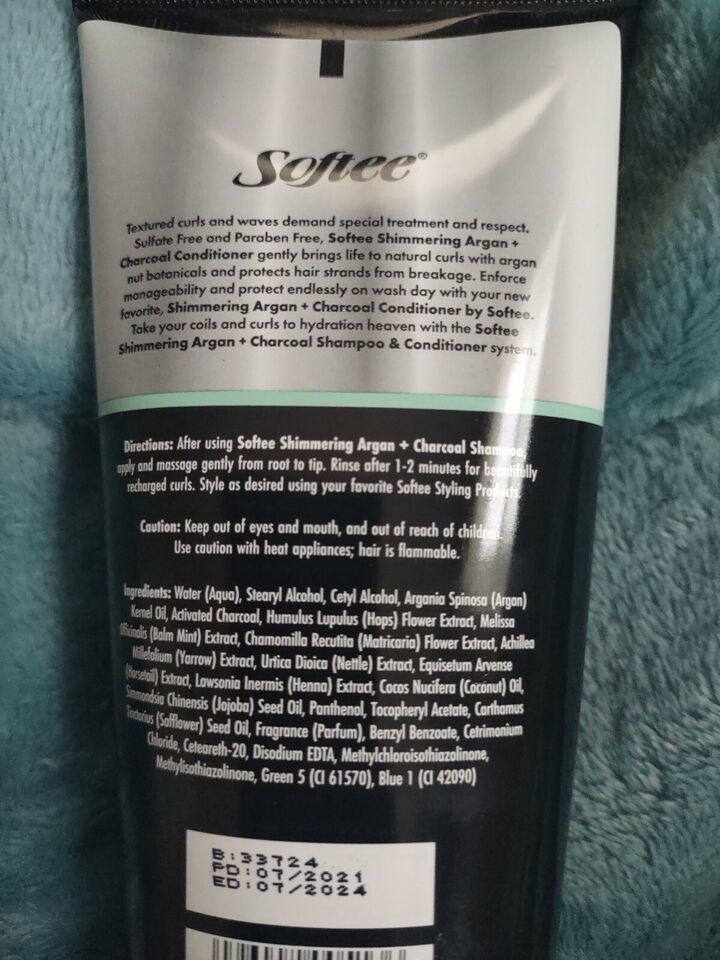 Softee®
Textured curls and waves demand special treatment and respect.
Sulfate Free and Paraben Free, Softee Shimmering Argan +
Charcoal Conditioner gently brings life to natural curls with argan
nut botanicals and protects hair strands from breakage. Enforce
manageability and protect endlessly on wash day with your new
favorite, Shimmering Argan + Charcoal Conditioner by Softee.
Take your coils and curls to hydration heaven with the Softee
Shimmering Argan + Charcoal Shampoo & Conditioner system.
Directions: After using Softee Shimmering Argan + Charcoal Shampoo,
apply and massage gently from root to tip. Rinse after 1-2 minutes for beautifully
recharged curls. Style as desired using your favorite Softee Styling Products.
Caution: Keep out of eyes and mouth, and out of reach of children.
Use caution with heat appliances; hair is flammable.
Ingredients: Water (Aqua), Stearyl Alcohol, Cetyl Alcohol, Argania Spinosa (Argan)
Kernel Oil, Activated Charcoal, Humulus Lupulus (Hops) Flower Extract, Melissa
Officinalis (Balm Mint) Extract, Chamomilla Recutita (Matricaria) Flower Extract, Achillea
Millefolium (Yarrow) Extract, Urtica Dioica (Nettle) Extract, Equisetum Arvense
(Horsetail) Extract, Lawsonia Inermis (Henna) Extract, Cocos Nucifera (Coconut) Oil,
Simmondsia Chinensis (Jojoba) Seed Oil, Panthenol, Tocopheryl Acetate, Carthamus
Tinctorius (Safflower) Seed Oil, Fragrance (Parfum), Benzyl Benzoate, Cetrimonium
Chloride, Ceteareth-20, Disodium EDTA, Methylchloroisothiazolinone,
Methylisothiazolinone, Green 5 (CI 61570), Blue 1 (CI 42090)
B:33724
PD:07/2021
ED:07/2024